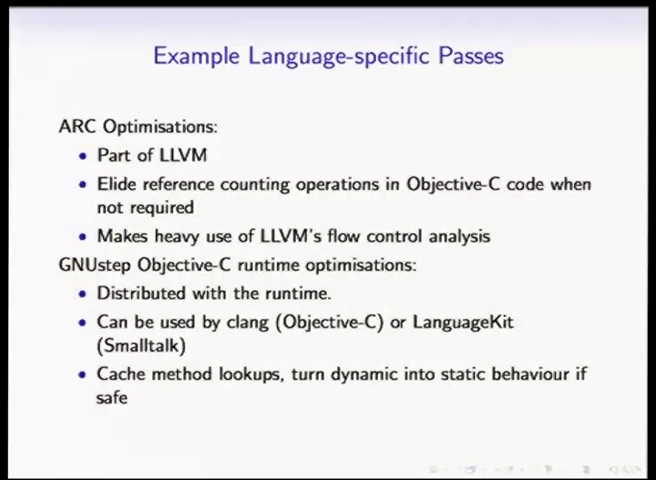 Example Language-specific Passes
ARC Optimisations:
• Part of LLVM
• Elide reference counting operations in Objective-C code when
not required
• Makes heavy use of LLVM's flow control analysis
GNUstep Objective-C runtime optimisations:
• Distributed with the runtime.
• Can be used by clang (Objective-C) or LanguageKit
(Smalltalk)
• Cache method lookups, turn dynamic into static behaviour if
safe